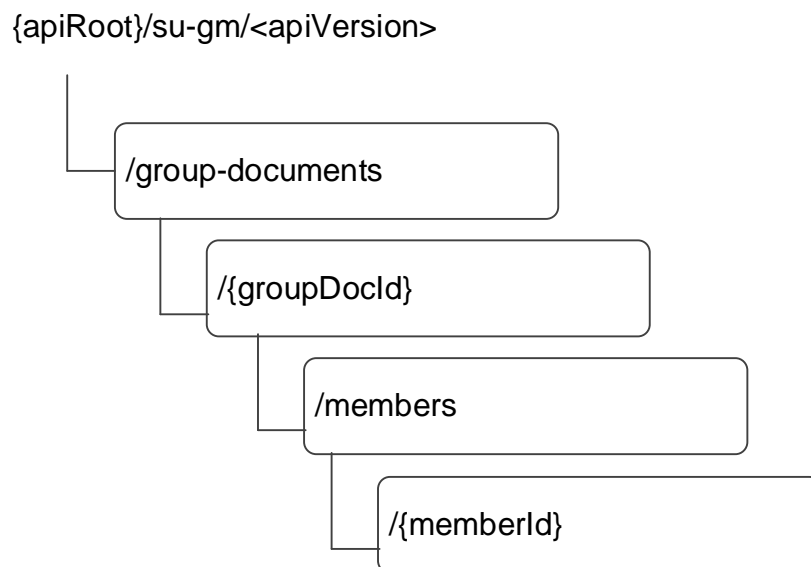 {apiRoot}/su-gm/<apiVersion>
/group-documents
/{groupDocId}
/members
/{memberId}